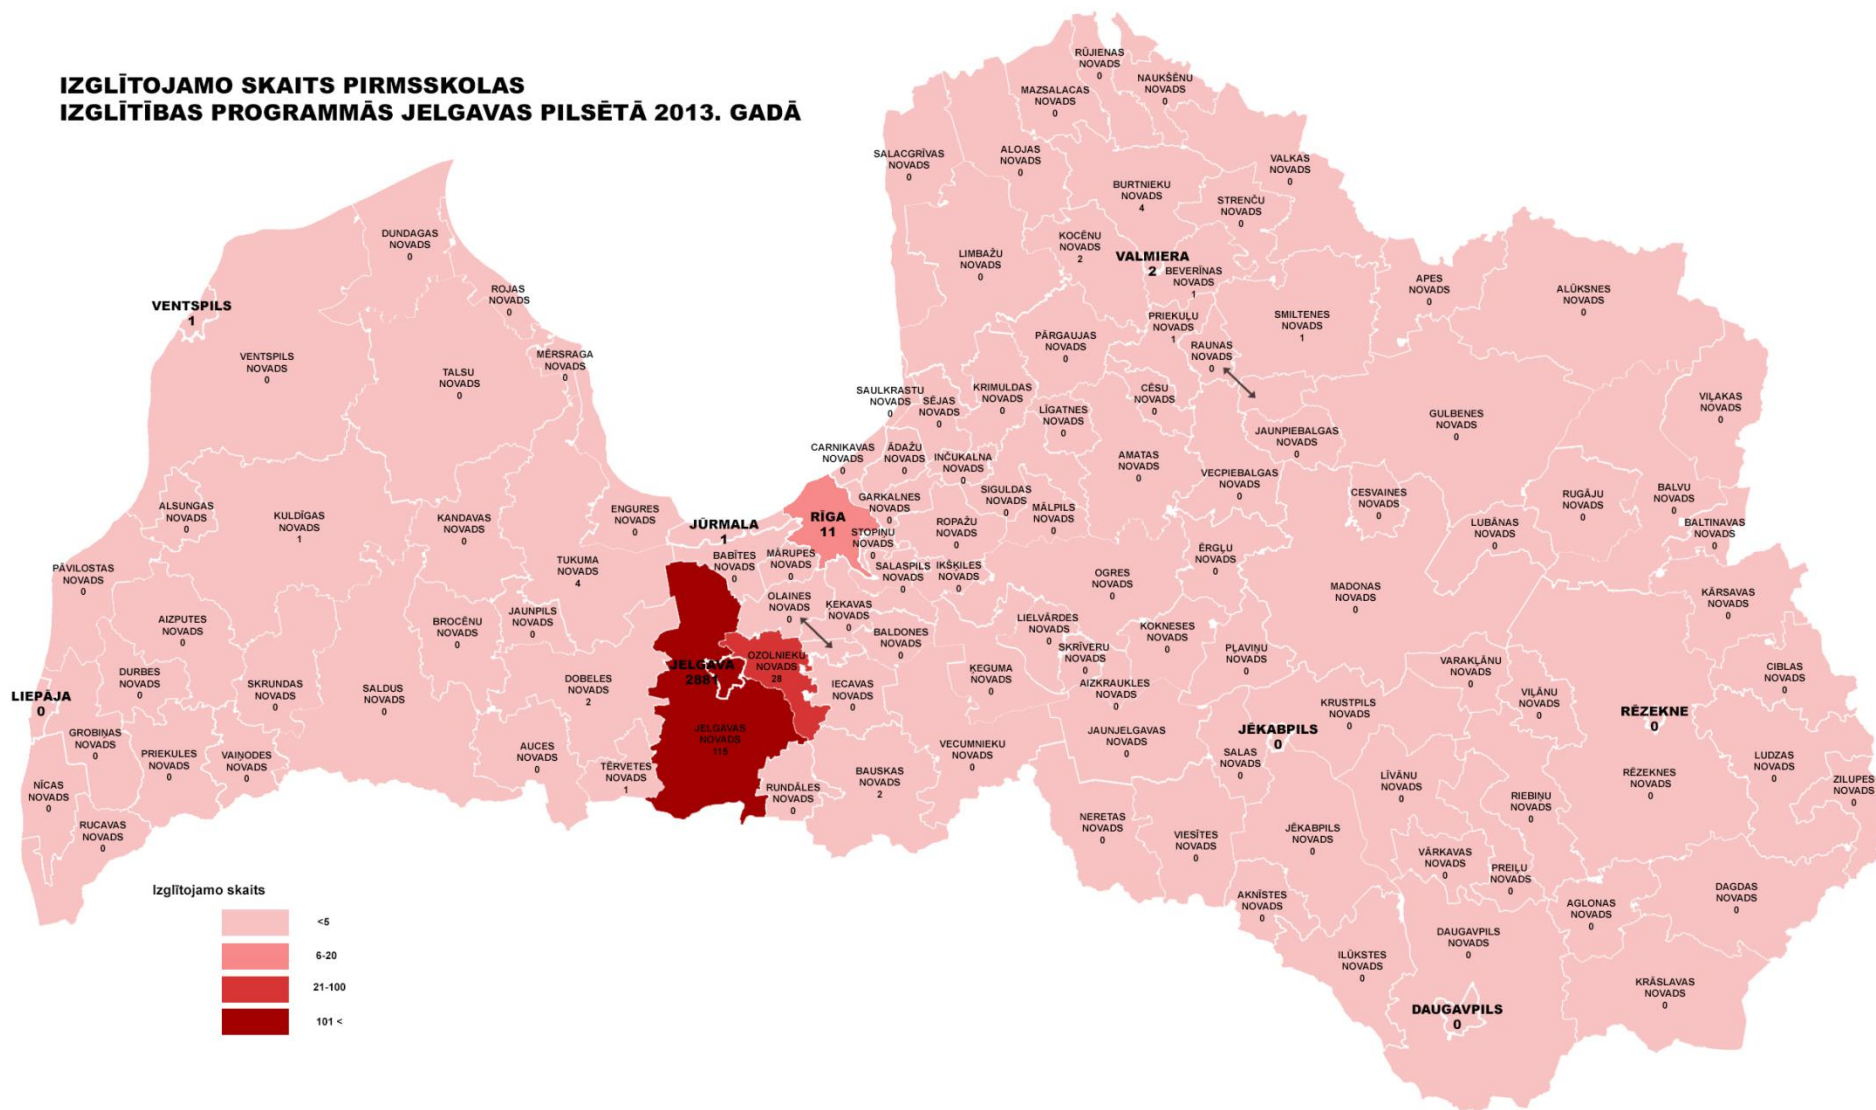 IZGLĪTOJAMO SKAITS PIRMSSKOLAS
IZGLĪTĪBAS PROGRAMMĀS JELGAVAS PILSĒTĀ 2013. GADĀ
RŪJIENAS
NOVADS
0
NAUKŠĒNU
NOVADS
0
MAZSALACAS
NOVADS
0
SALACGRĪVAS
NOVADS
0
ALOJAS
NOVADS
0
VALKAS
NOVADS
0
BURTNIEKU
NOVADS
4
STRENČU
NOVADS
0
DUNDAGAS
NOVADS
0
KOCĒNU
NOVADS
2
LIMBAŽU
NOVADS
0
VALMIERA
2
BEVERĪNAS
NOVADS
1
APES
NOVADS
0
ALŪKSNES
NOVADS
0
ROJAS
NOVADS
0
VENTSPILS
1
PRIEKUĻU
NOVADS
1
SMILTENES
NOVADS
1
PĀRGAUJAS
NOVADS
0
RAUNAS
NOVADS
0
VENTSPILS
NOVADS
0
TALSU
NOVADS
0
MĒRSRAGA
NOVADS
0
SAULKRASTU
NOVADS
0
SĒJAS
NOVADS
0
KRIMULDAS
NOVADS
0
LĪGATNES
NOVADS
0
CĒSU
NOVADS
0
JAUNPIEBALGAS
NOVADS
0
GULBENES
NOVADS
0
VIĻAKAS
NOVADS
0
CARNIKAVAS
NOVADS
0
ĀDAŽU
NOVADS
0
INČUKALNA
NOVADS
0
AMATAS
NOVADS
0
VECPIEBALGAS
NOVADS
0
SIGULDAS
NOVADS
0
MĀLPILS
NOVADS
0
CESVAINES
NOVADS
0
RUGĀJU
NOVADS
0
BALVU
NOVADS
0
BALTINAVAS
NOVADS
0
LUBĀNAS
NOVADS
0
ALSUNGAS
NOVADS
0
KULDĪGAS
NOVADS
1
KANDAVAS
NOVADS
0
ENGURES
NOVADS
0
JŪRMALA
1
RĪGA
11
GARKALNES
NOVADS
0
STOPIŅU
NOVADS
0
ROPAŽU
NOVADS
0
BABĪTES
NOVADS
0
MĀRUPES
NOVADS
0
SALASPILS
NOVADS
0
IKŠĶILES
NOVADS
0
OGRES
NOVADS
0
ĒRGĻU
NOVADS
0
MADONAS
NOVADS
0
KĀRSAVAS
NOVADS
0
PĀVILOSTAS
NOVADS
0
TUKUMA
NOVADS
4
AIZPUTES
NOVADS
0
BROCĒNU
NOVADS
0
JAUNPILS
NOVADS
0
OLAINES
NOVADS
0
ĶEKAVAS
NOVADS
0
BALDONES
NOVADS
0
LIELVĀRDES
NOVADS
0
SKRĪVERU
NOVADS
0
KOKNESES
NOVADS
0
PĻAVIŅU
NOVADS
0
VARAKĻĀNU
NOVADS
0
VIĻĀNU
NOVADS
0
CIBLAS
NOVADS
0
LIEPĀJA
0
DURBES
NOVADS
0
SKRUNDAS
NOVADS
0
SALDUS
NOVADS
0
DOBELES
NOVADS
2
JELGAVA
2881
OZOLNIEKU
NOVADS
28
IECAVAS
NOVADS
0
ĶEGUMA
NOVADS
0
AIZKRAUKLES
NOVADS
0
KRUSTPILS
NOVADS
0
RĒZEKNE
0
GROBIŅAS
NOVADS
0
PRIEKULES
NOVADS
0
VAIŅODES
NOVADS
0
AUCES
NOVADS
0
JELGAVAS
NOVADS
115
VECUMNIEKU
NOVADS
0
JAUNJELGAVAS
NOVADS
0
JĒKABPILS
0
SALAS
NOVADS
0
LĪVĀNU
NOVADS
0
RĒZEKNES
NOVADS
0
LUDZAS
NOVADS
0
ZILUPES
NOVADS
0
NĪCAS
NOVADS
0
TĒRVETES
NOVADS
1
RUNDĀLES
NOVADS
0
BAUSKAS
NOVADS
2
RIEBIŅU
NOVADS
0
RUCAVAS
NOVADS
0
NERETAS
NOVADS
0
VIESĪTES
NOVADS
0
JĒKABPILS
NOVADS
0
VĀRKAVAS
NOVADS
0
PREIĻU
NOVADS
0
DAGDAS
NOVADS
0
AKNĪSTES
NOVADS
0
AGLONAS
NOVADS
0
DAUGAVPILS
NOVADS
0
ILŪKSTES
NOVADS
0
KRĀSLAVAS
NOVADS
0
DAUGAVPILS
0
Izglītojamo skaits
<5
6-20
21-100
101 <